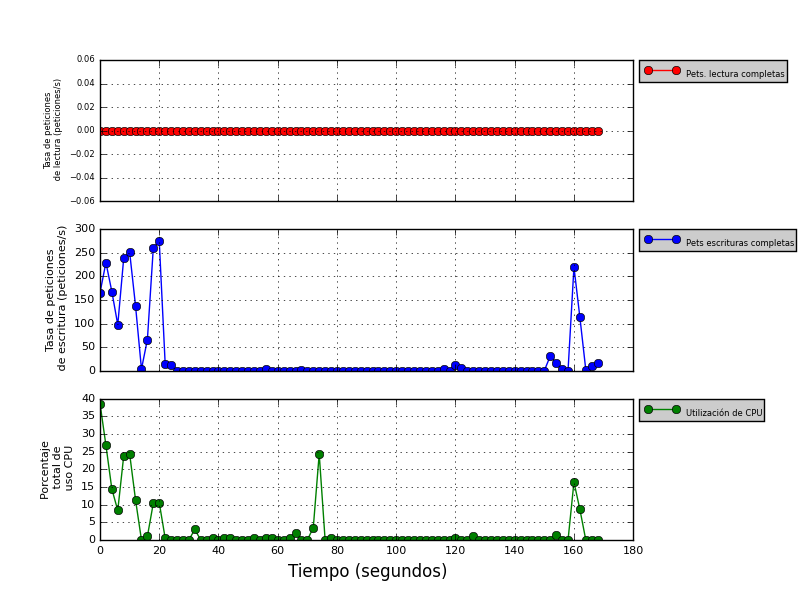 0.06
0.04
0.02
0.00
−0.02
−0.04
−0.06
Tasa de peticiones
de lectura (peticiones/s)
Pets. lectura completas
300
250
200
150
100
50
0
Tasa de peticiones
de escritura (peticiones/s)
Pets escrituras completas
40
35
30
25
20
15
10
5
0
Porcentaje
total de
uso CPU
Utilización de CPU
0 20 40 60 80 100 120 140 160 180
Tiempo (segundos)